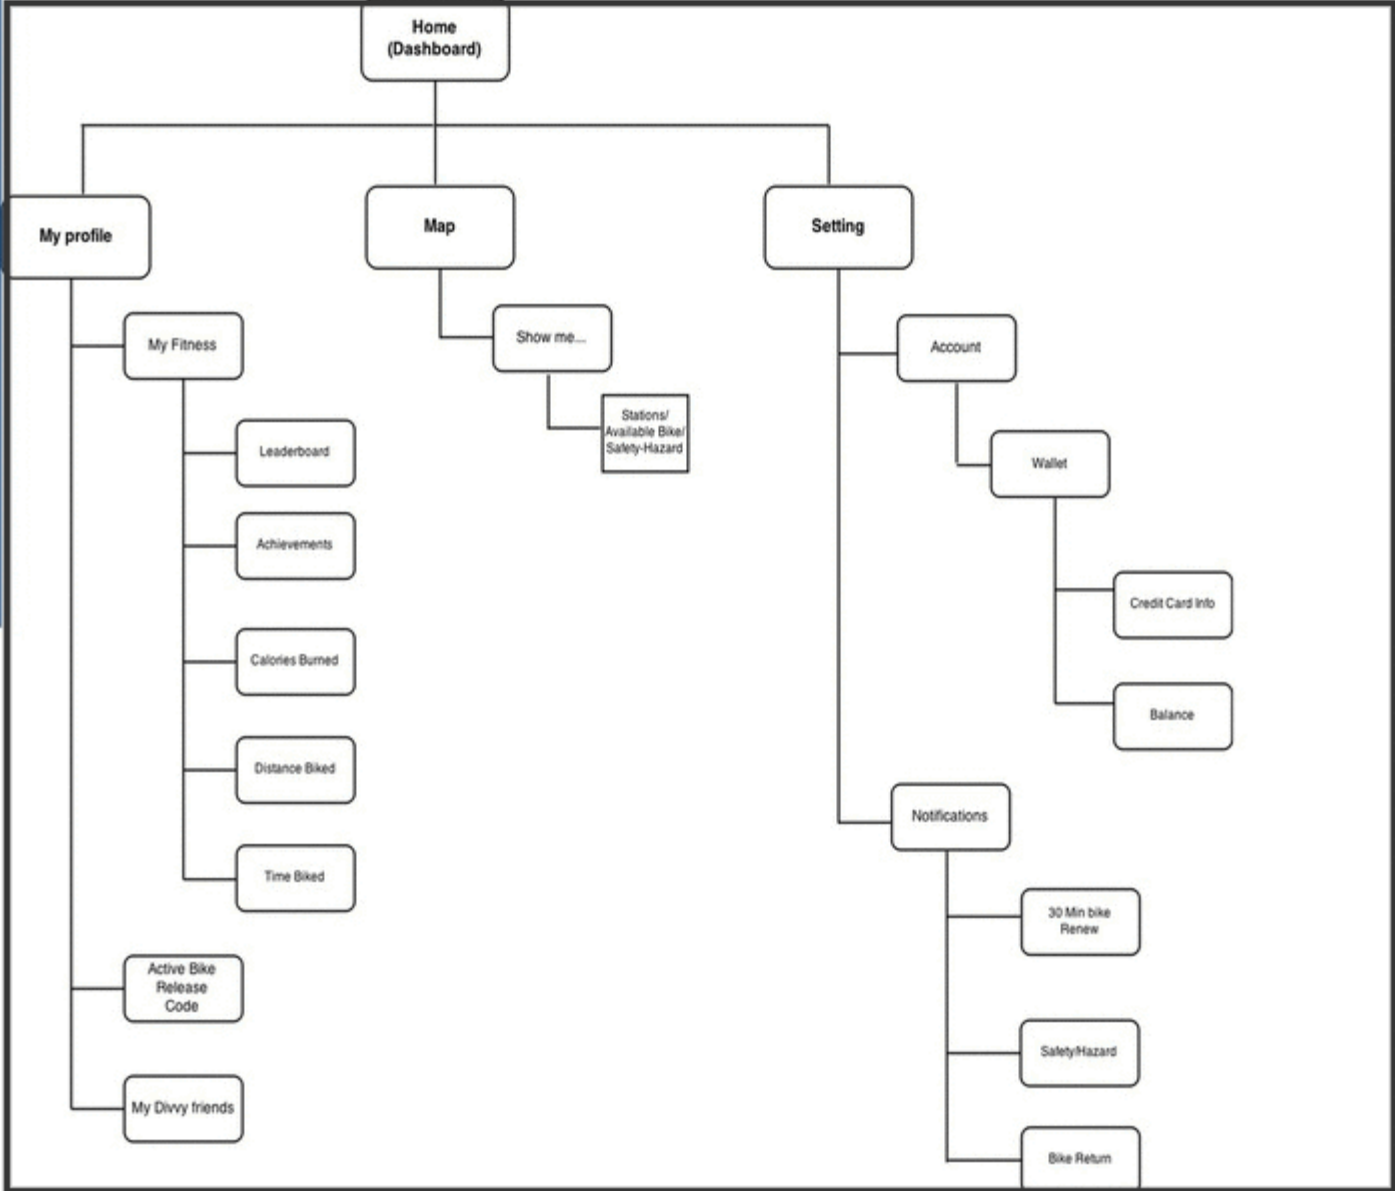 Home
(Dashboard)
My profile
Map
Setting
My Fitness
Show me...
Account
Leaderboard
Stations/
Available Bike/
Safety-Hazard
Wallet
Achievements
Credit Card Info
Calories Burned
Balance
Distance Biked
Notifications
Time Biked
30 Min bike
Renew
Active Bike
Release
Code
Safety/Hazard
My Divvy friends
Bike Return